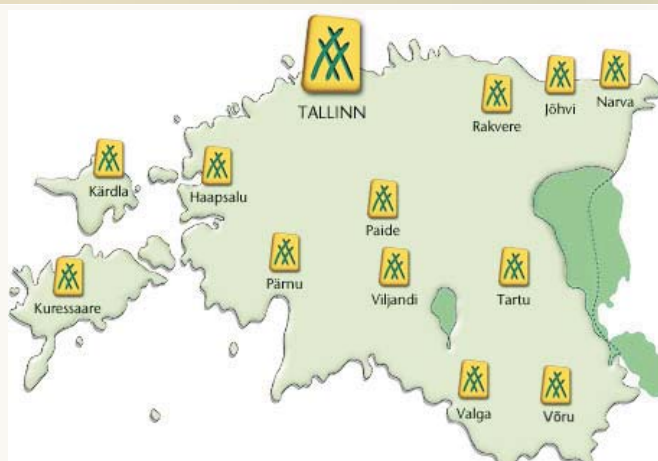 TALLINN
Rakvere
Jõhvi
Narva
Kärdla
Haapsalu
Paide
Kuressaare
Pärnu
Viljandi
Tartu
Valga
Võru